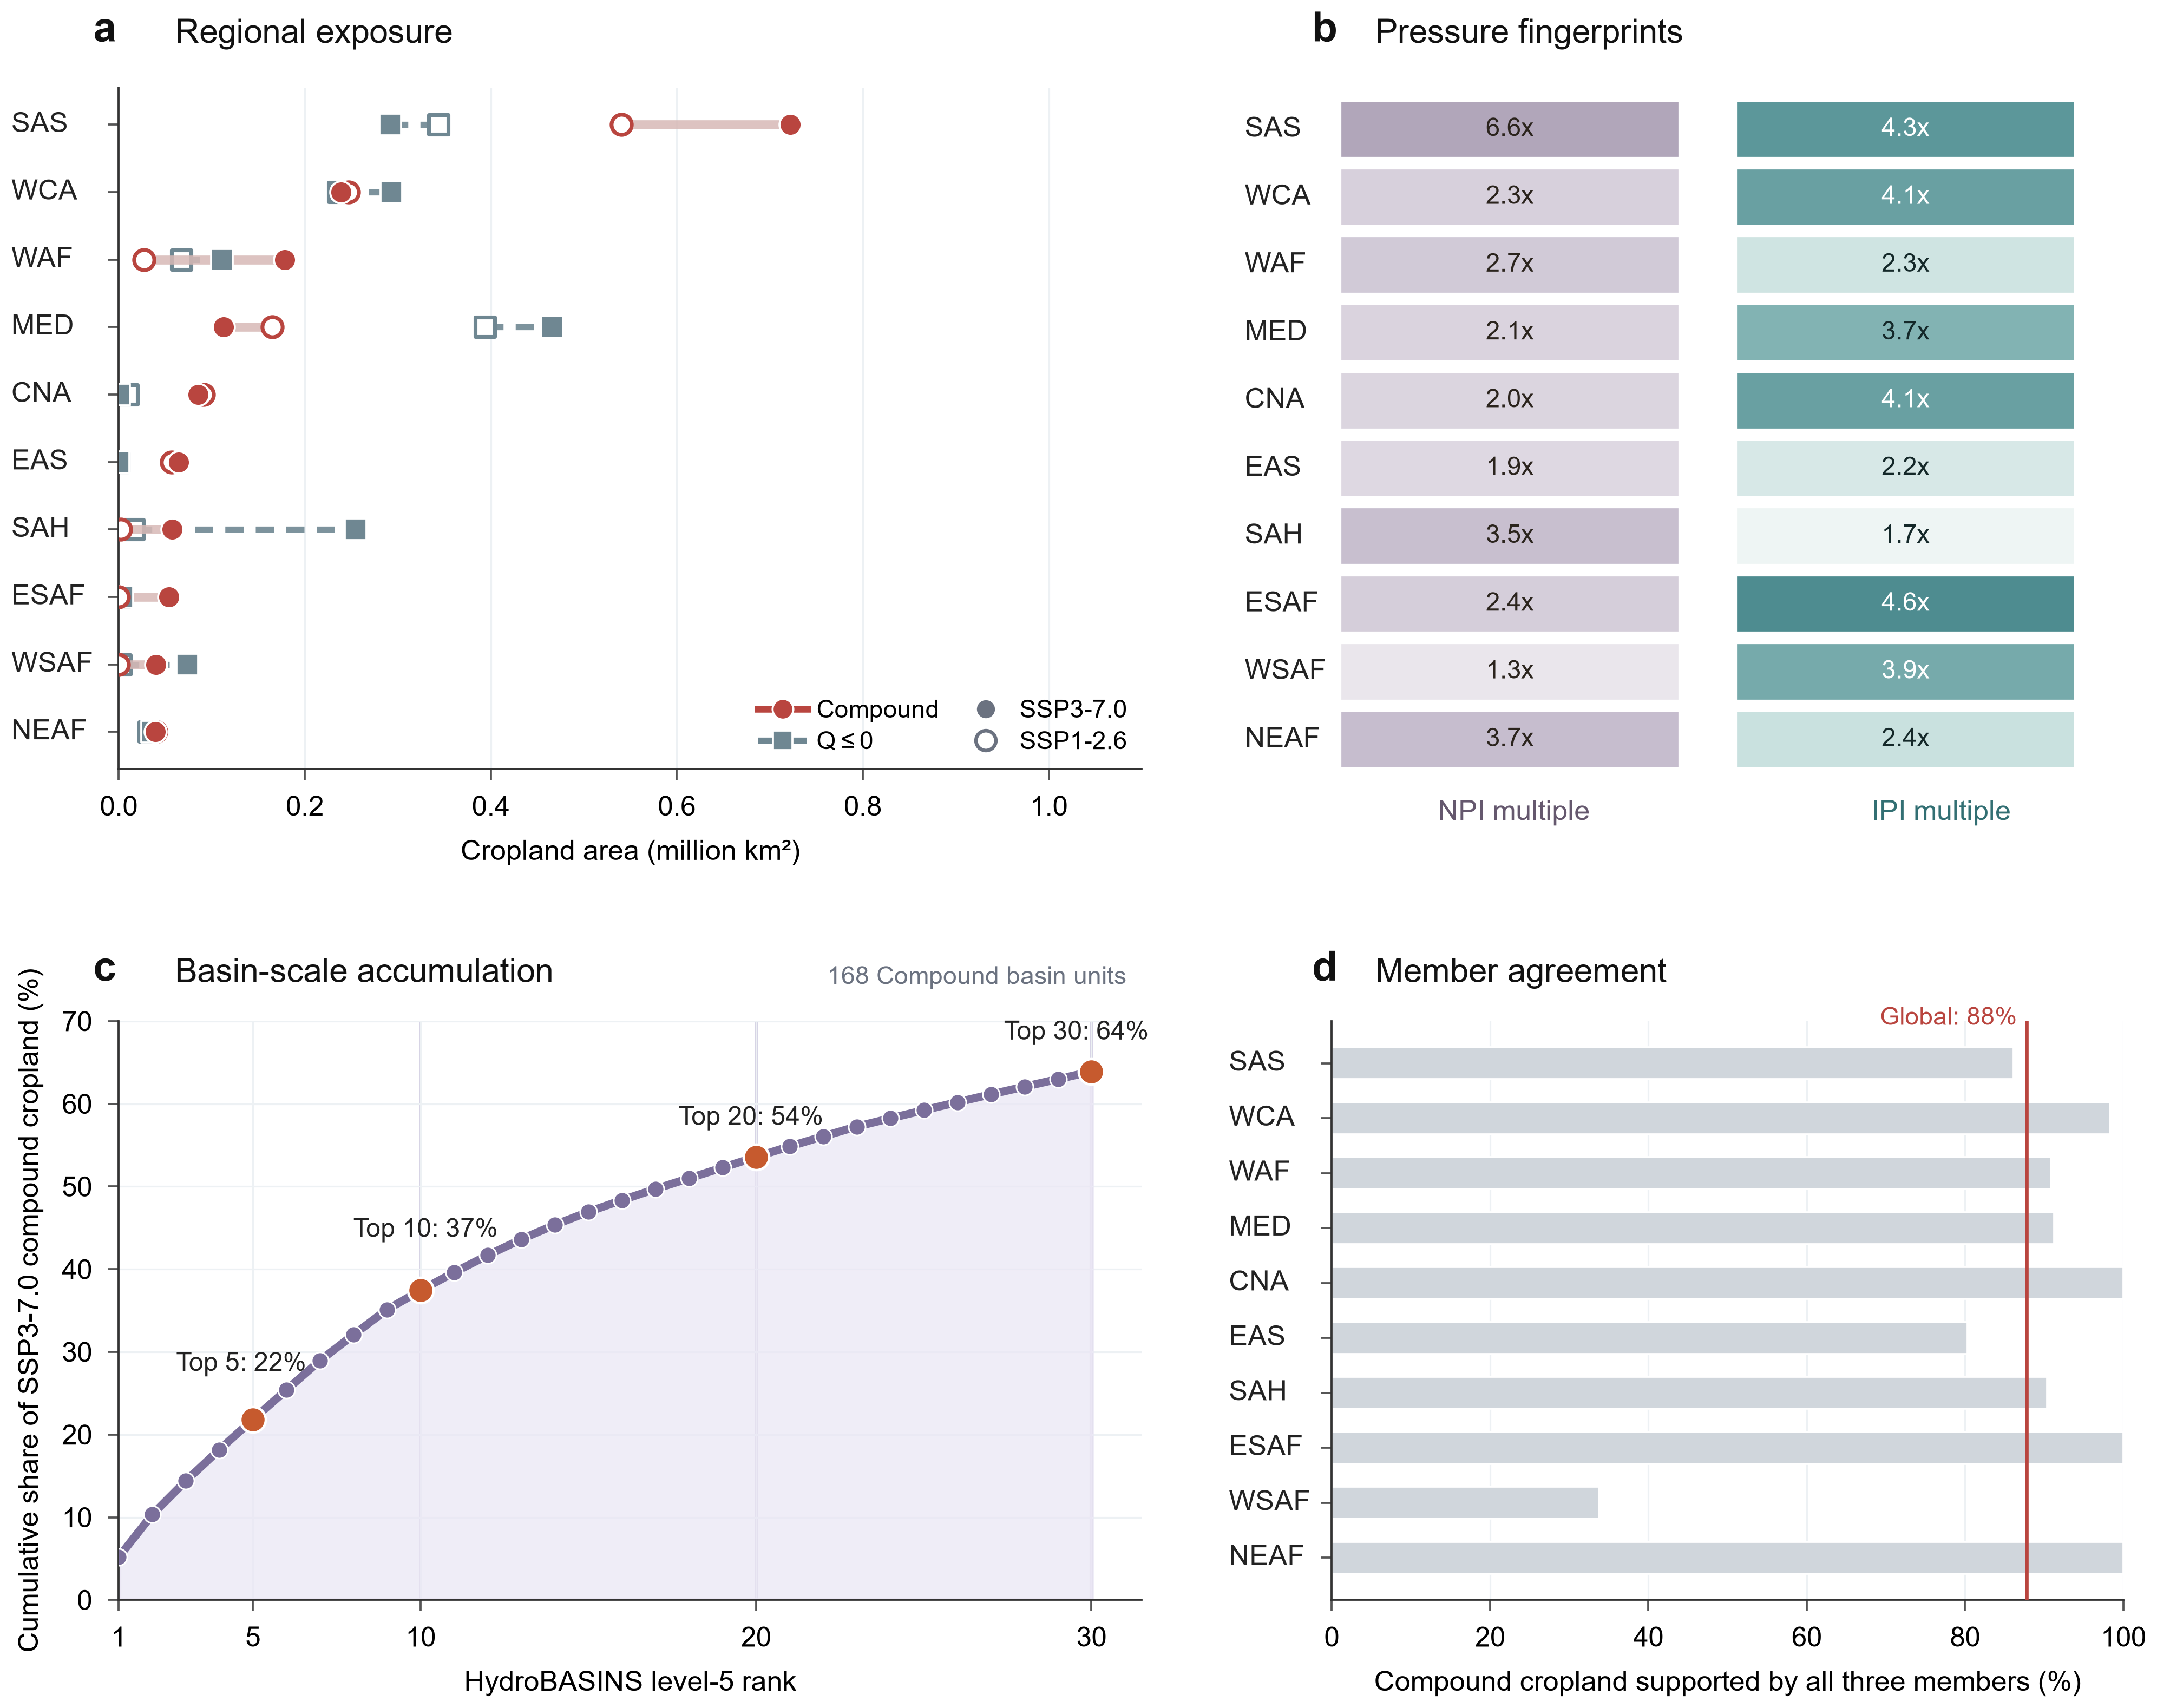 a Regional exposure
SAS
WCA
WAF
MED
CNA
EAS
SAH
ESAF
WSAF
NEAF
Compound
Q ≤ 0
SSP3-7.0
SSP1-2.6
0.0 0.2 0.4 0.6 0.8 1.0
Cropland area (million km²)
b Pressure fingerprints
SAS 6.6x 4.3x
WCA 2.3x 4.1x
WAF 2.7x 2.3x
MED 2.1x 3.7x
CNA 2.0x 4.1x
EAS 1.9x 2.2x
SAH 3.5x 1.7x
ESAF 2.4x 4.6x
WSAF 1.3x 3.9x
NEAF 3.7x 2.4x
NPI multiple IPI multiple
c Basin-scale accumulation
168 Compound basin units
Cumulative share of SSP3-7.0 compound cropland (%)
70
60
50
40
30
20
10
0
Top 5: 22%
Top 10: 37%
Top 20: 54%
Top 30: 64%
1 5 10 20 30
HydroBASINS level-5 rank
d Member agreement
Global: 88%
SAS
WCA
WAF
MED
CNA
EAS
SAH
ESAF
WSAF
NEAF
0 20 40 60 80 100
Compound cropland supported by all three members (%)